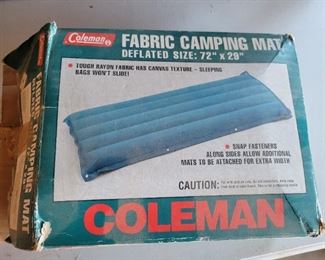 Coleman
FABRIC CAMPING MAT
DEFLATED SIZE: 72" x 29"
• TOUGH RAYON FABRIC HAS CANVAS TEXTURE – SLEEPING
BAGS WON'T SLIDE!
• SNAP FASTENERS
ALONG SIDES ALLOW ADDITIONAL
MATS TO BE ATTACHED FOR EXTRA WIDTH
CAUTION:
COLEMAN
FABRIC CAMPING MAT